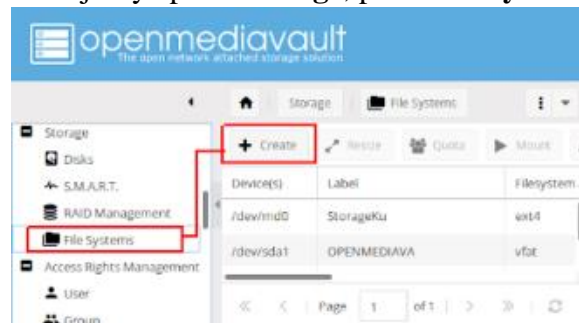 openmediavault
The open network attached storage solution
Storage
File Systems
Storage
Disks
S.M.A.R.T.
RAID Management
File Systems
Access Rights Management
User
Group
Create
Resize
Quota
Mount
Device(s)
Label
Filesystem
/dev/md0
StorageKu
ext4
/dev/sda1
OPENMEDIAVA
vfat
Page 1 of 1